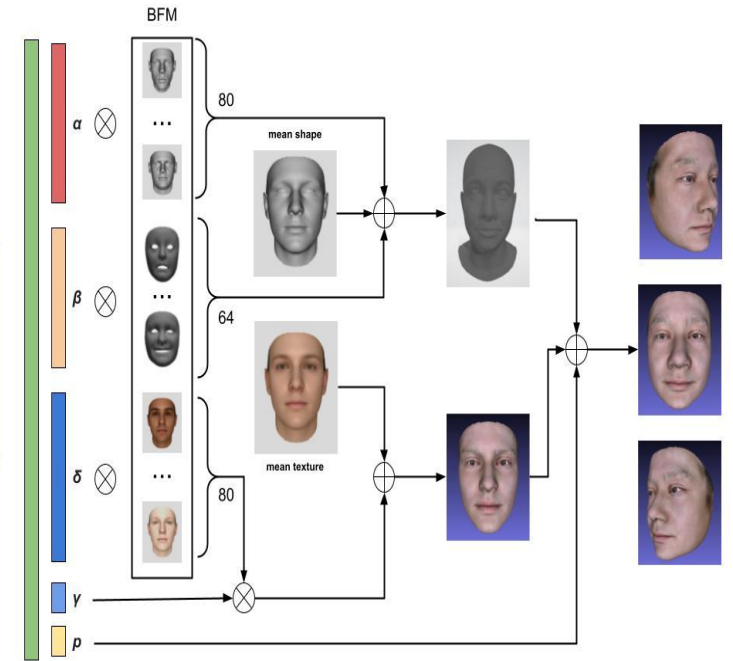 BFM
80
α
...
mean shape
β
...
64
80
δ
...
mean texture
γ
p